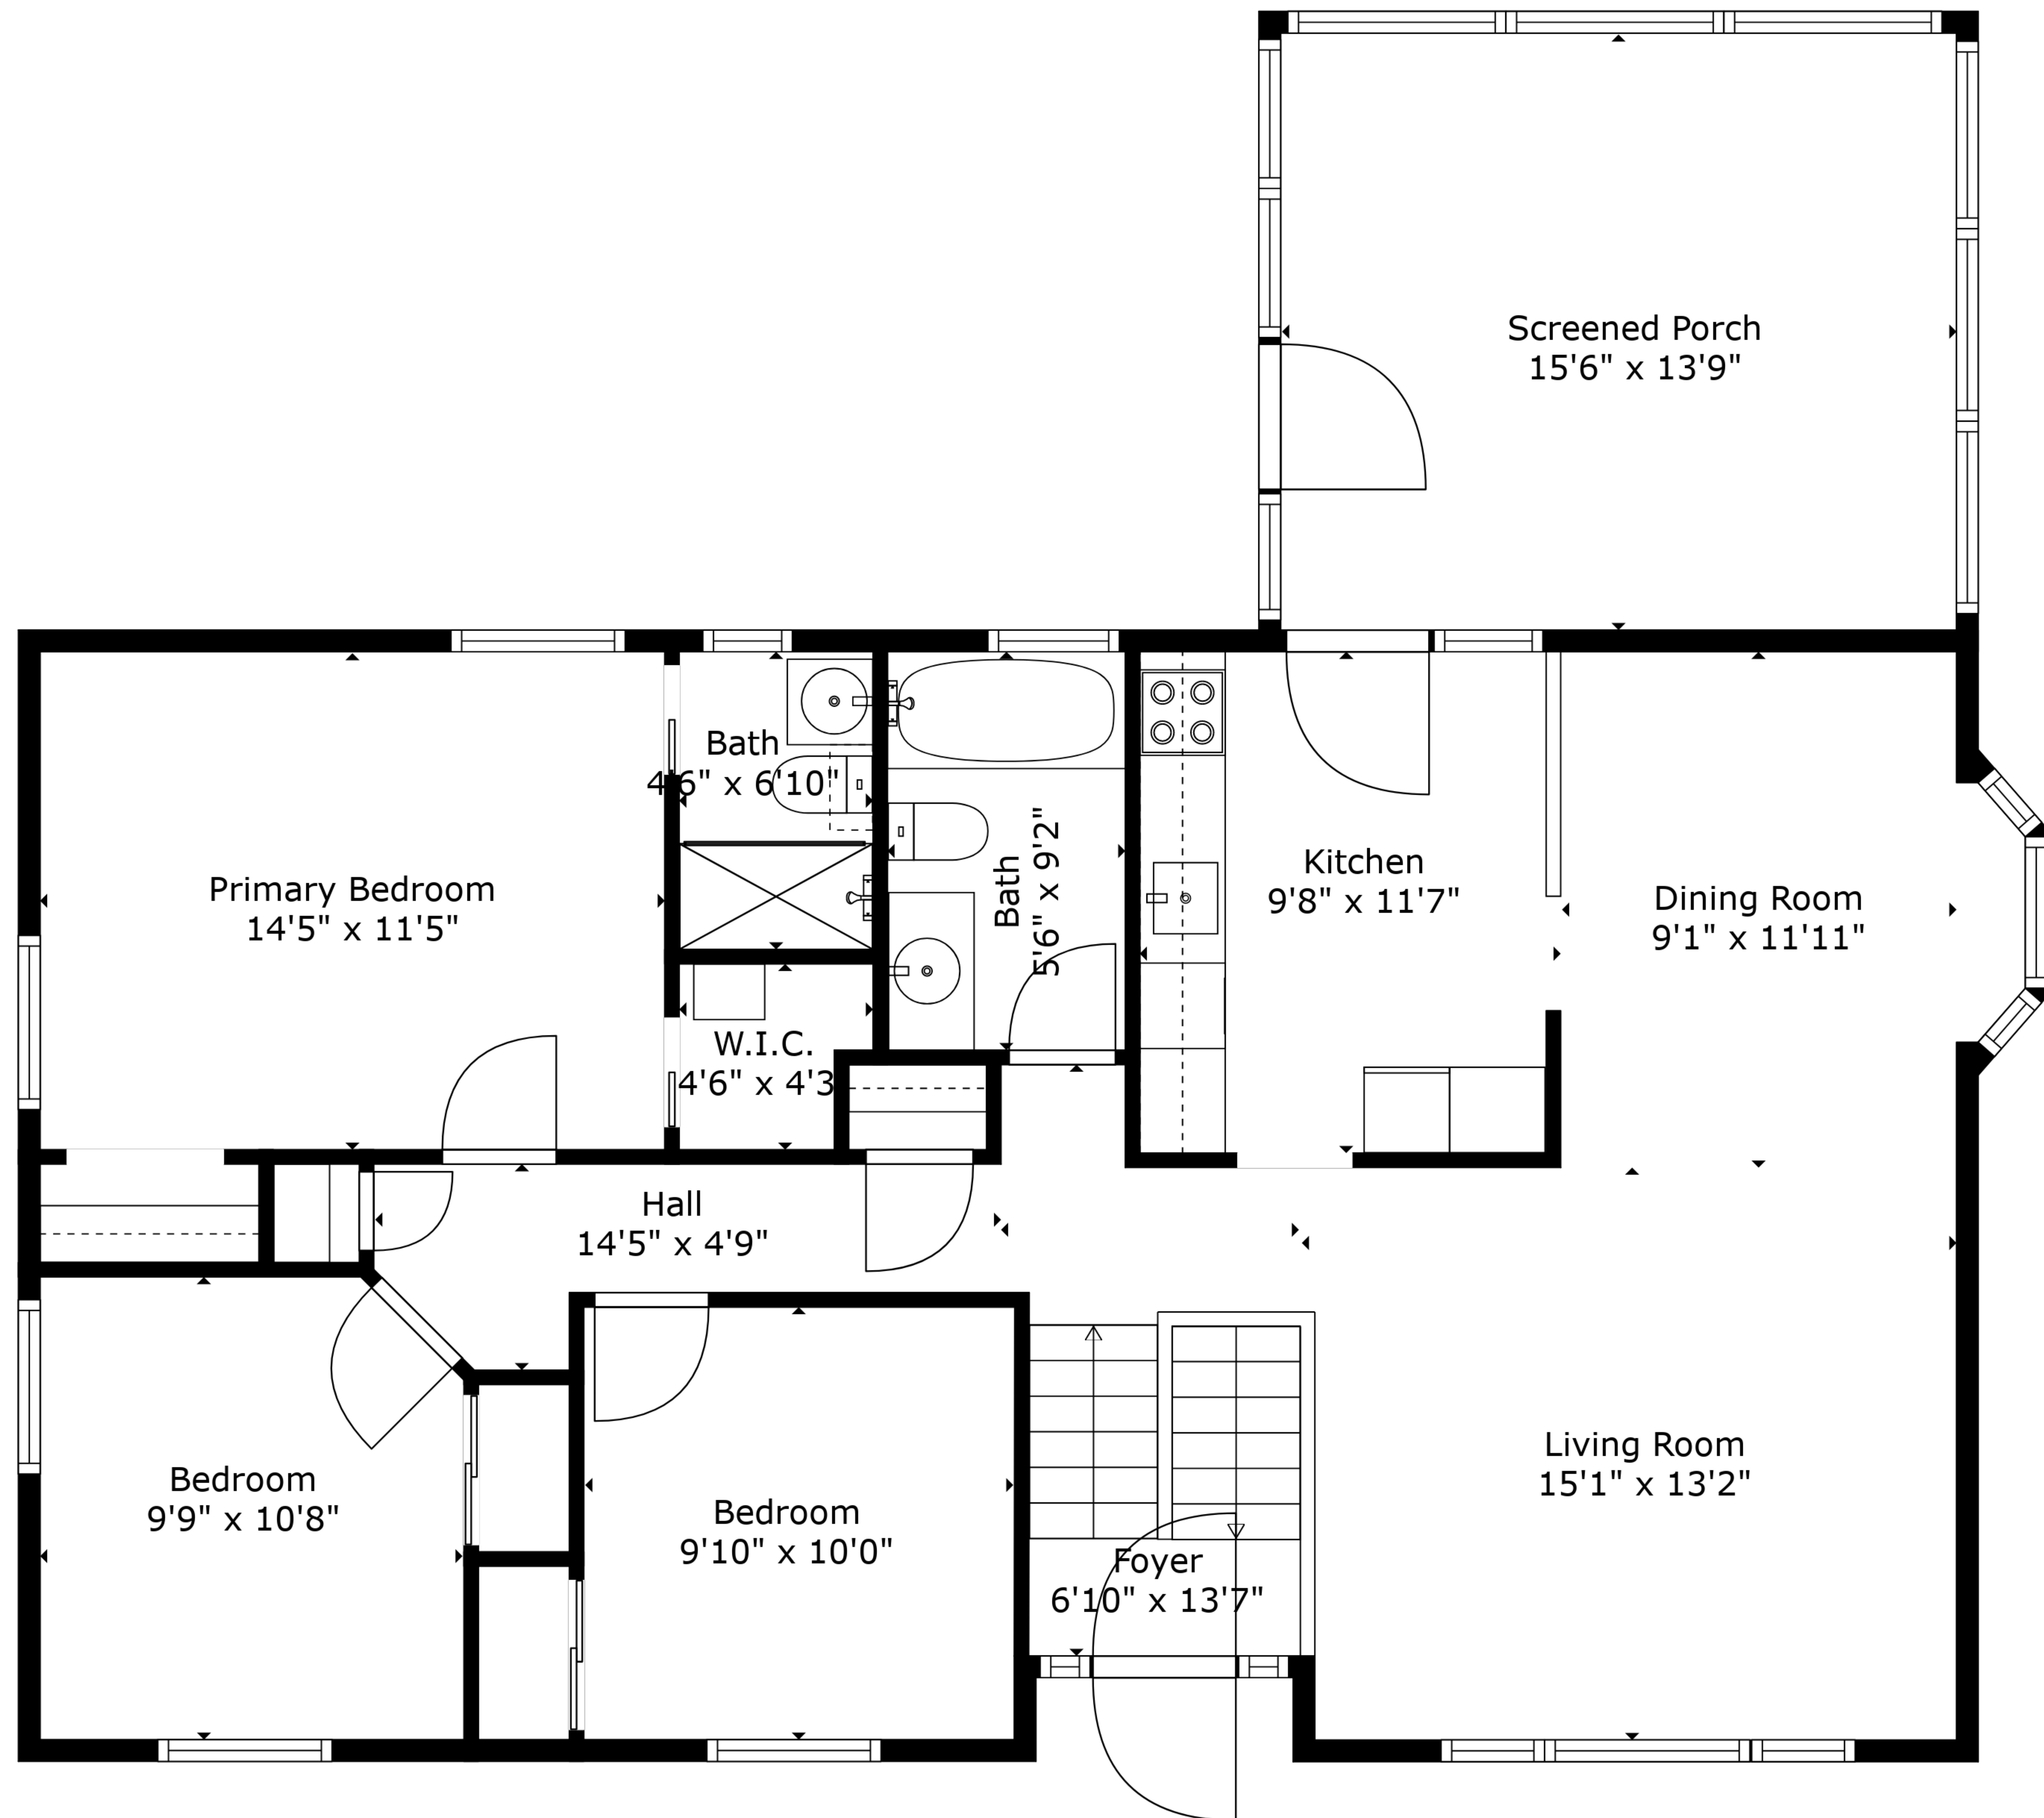 Screened Porch
15'6" x 13'9"
Bath
4'6" x 6'10"
Primary Bedroom
14'5" x 11'5"
Bath
5'6" x 9'2"
Kitchen
9'8" x 11'7"
Dining Room
9'1" x 11'11"
W.I.C.
4'6" x 4'3
Hall
14'5" x 4'9"
Living Room
15'1" x 13'2"
Bedroom
9'9" x 10'8"
Bedroom
9'10" x 10'0"
Foyer
6'10" x 13'7"